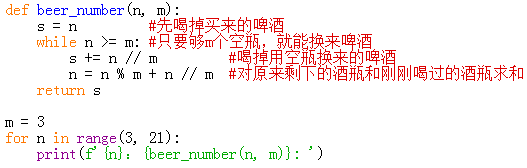 def beer_number(n, m):
    s = n          #先喝掉买来的啤酒
    while n >= m: #只要够m个空瓶，就能换来啤酒
        s += n // m          #喝掉用空瓶换来的啤酒
        n = n % m + n // m  #对原来剩下的酒瓶和刚刚喝过的酒瓶求和
    return s

m = 3
for n in range(3, 21):
    print(f'{n}：{beer_number(n, m)}：')